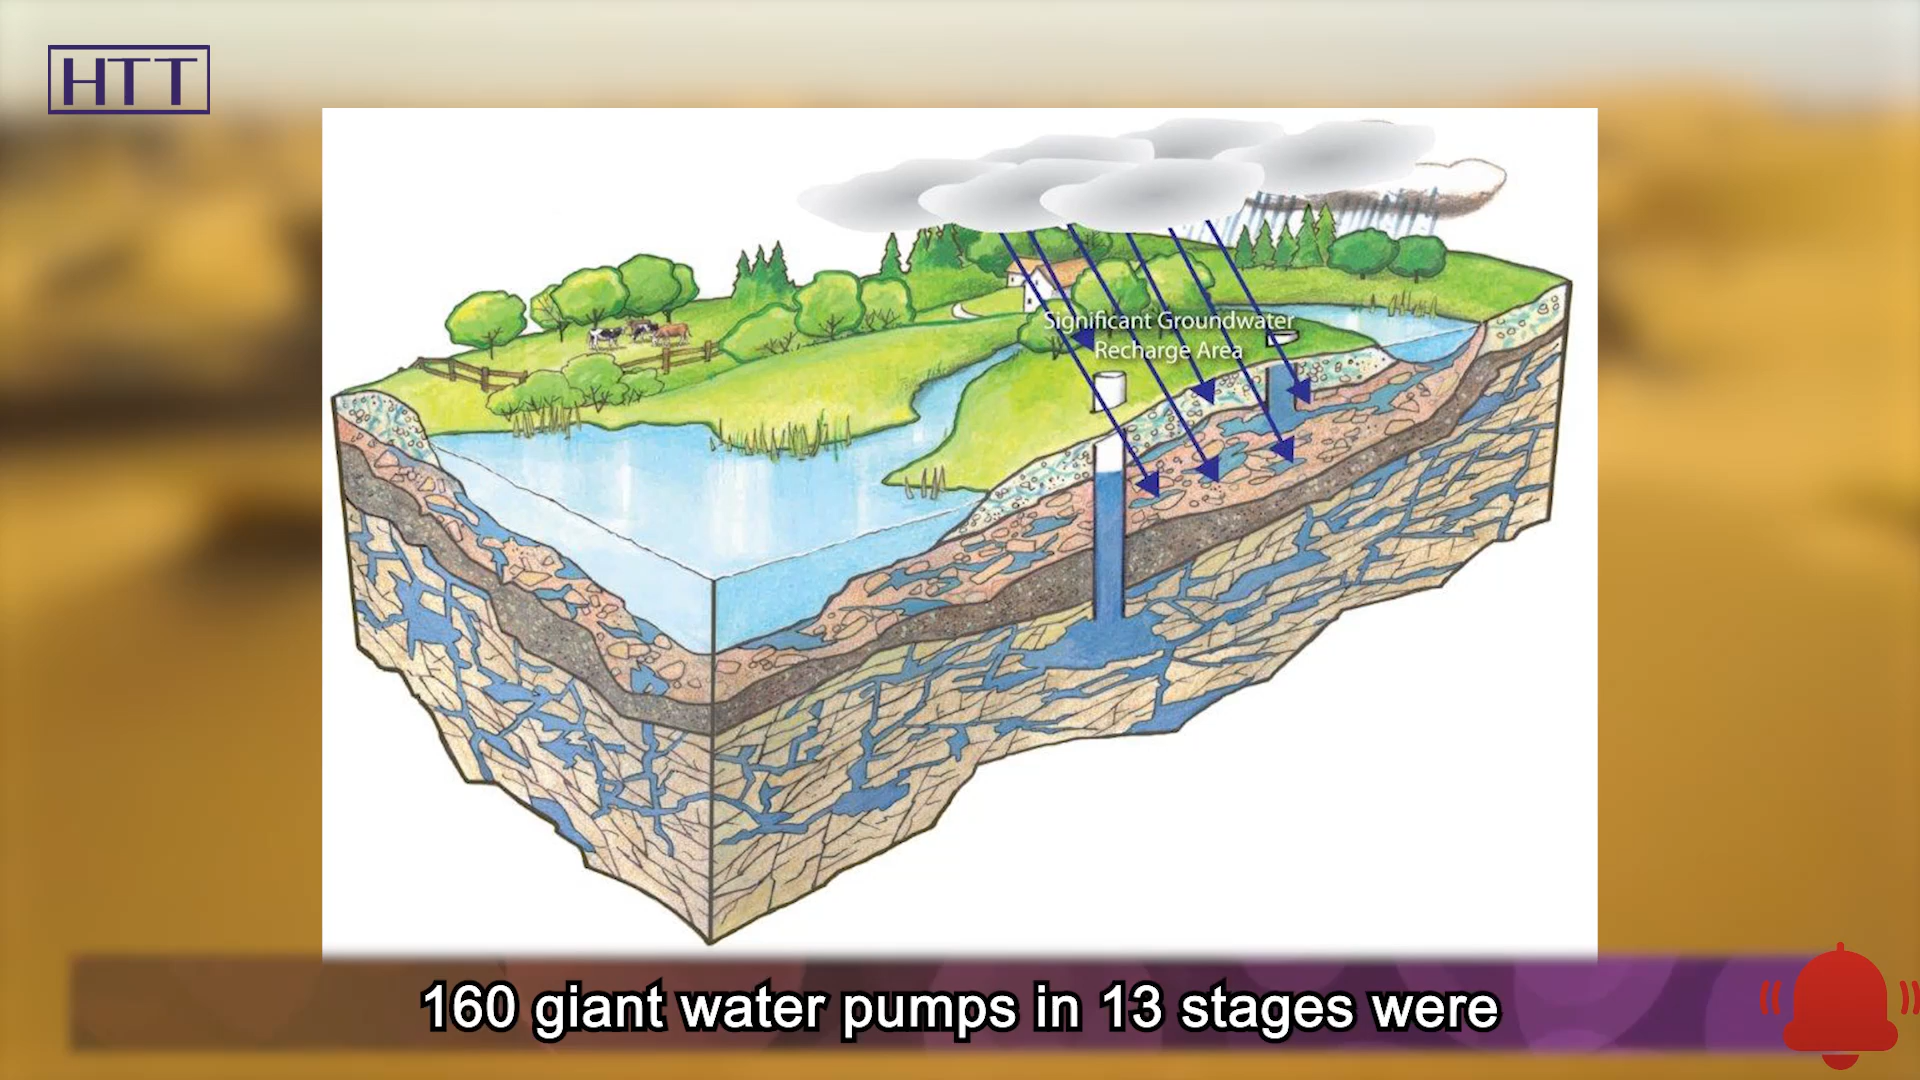 HTT
Significant Groundwater
Recharge Area
160 giant water pumps in 13 stages were